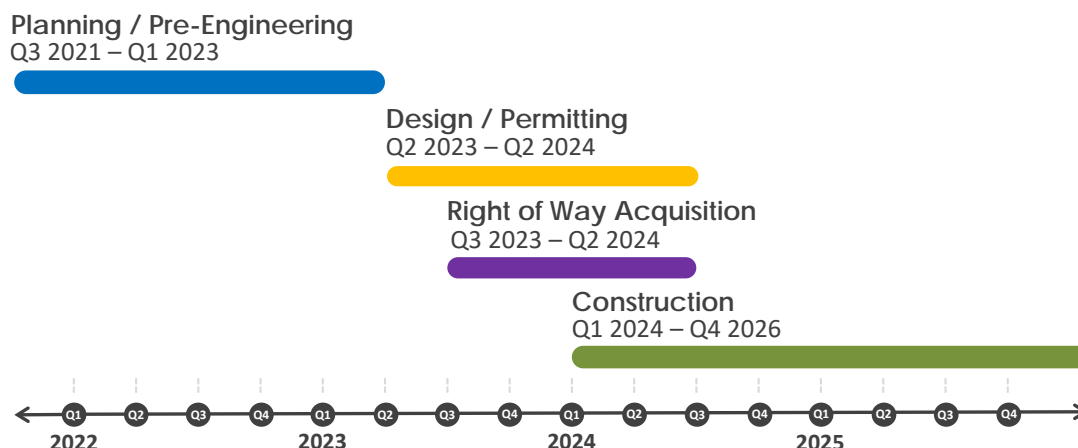 Planning / Pre-Engineering
Q3 2021 – Q1 2023
Design / Permitting
Q2 2023 – Q2 2024
Right of Way Acquisition
Q3 2023 – Q2 2024
Construction
Q1 2024 – Q4 2026
Q1 Q2 Q3 Q4 Q1 Q2 Q3 Q4 Q1 Q2 Q3 Q4 Q1 Q2 Q3 Q4
2022 2023 2024 2025